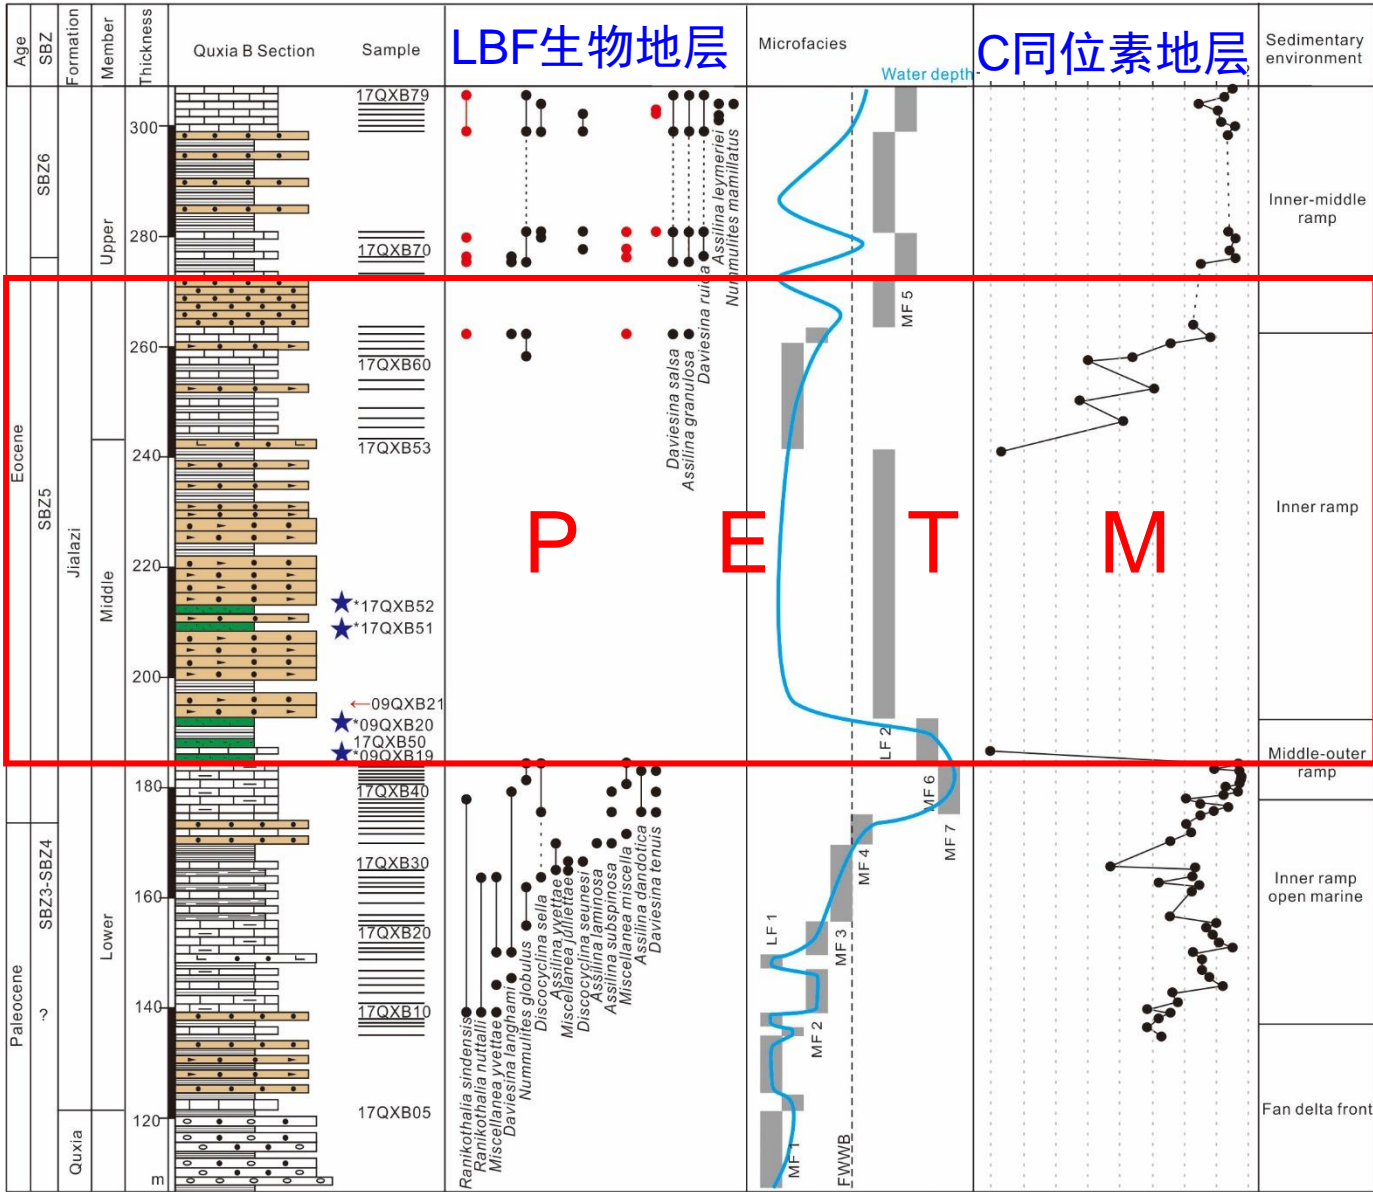 Age
SBZ
Formation
Member
Thickness
Quxia B Section
Sample
LBF生物地层
Microfacies
Water depth
C同位素地层
Sedimentary
environment
17QXB79
300
280
260
240
220
200
180
160
140
120
m
Eocene
Paleocene
SBZ6
SBZ5
SBZ3-SBZ4
?
Jialazi
Quxia
Upper
Middle
Lower
17QXB70
17QXB60
17QXB53
*17QXB52
*17QXB51
←09QXB21
*09QXB20
17QXB50
*09QXB19
17QXB40
17QXB30
17QXB20
17QXB10
17QXB05
Assilina leymeriei
Nummulites mamillatus
Daviesina ruida
Daviesina salsa
Assilina granulosa
P E T M
Ranikothalia sindensis
Ranikothalia nuttalli
Miscellanea yvettae
Daviesina langhami
Nummulites globulus
Discocyclina sella
Assilina yvettae
Miscellanea juliettae
Discocyclina seunesi
Assilina laminosa
Assilina subspinosa
Miscellanea miscella
Assilina dandotica
Daviesina tenuis
MF 5
LF 2
MF 6
MF 7
MF 4
MF 3
LF 1
MF 2
MF 1
FWWB
Inner-middle
ramp
Inner ramp
Middle-outer
ramp
Inner ramp
open marine
Fan delta front